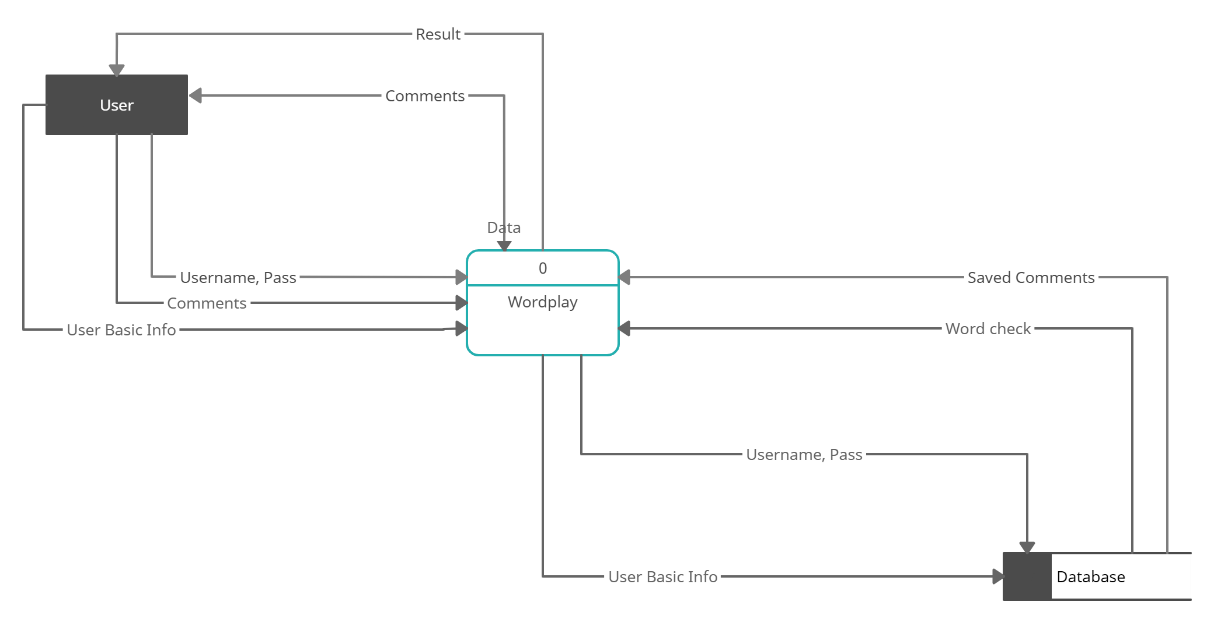 Result
Comments
User
Data
0
Wordplay
Username, Pass
Comments
User Basic Info
Saved Comments
Word check
Username, Pass
User Basic Info
Database